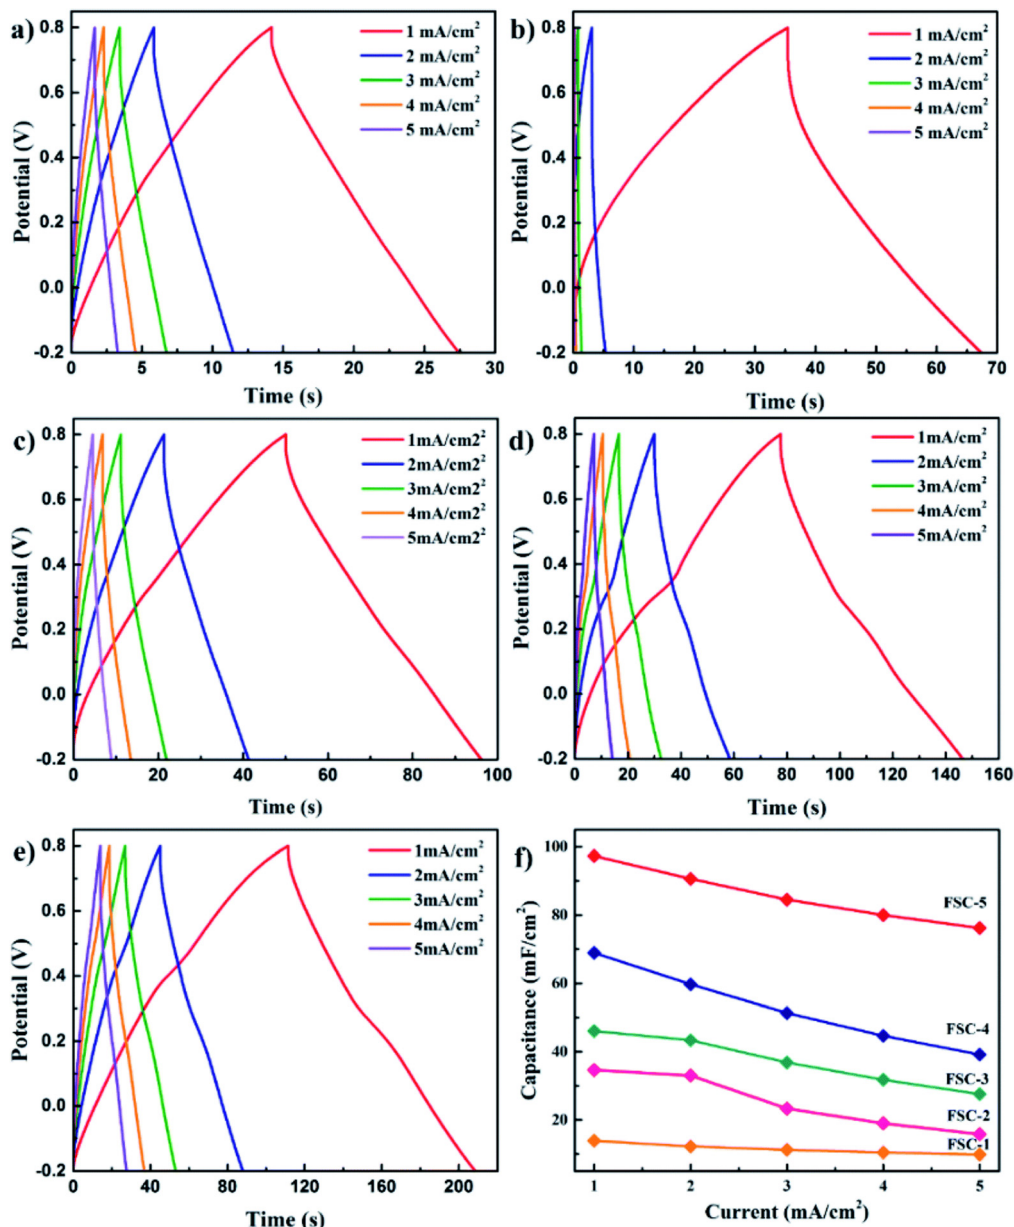 a)
1 mA/cm²
2 mA/cm²
3 mA/cm²
4 mA/cm²
5 mA/cm²
Potential (V)
0.8
0.6
0.4
0.2
0.0
-0.2
0 5 10 15 20 25 30
Time (s)
b)
1 mA/cm²
2 mA/cm²
3 mA/cm²
4 mA/cm²
5 mA/cm²
Potential (V)
0.8
0.6
0.4
0.2
0.0
-0.2
0 10 20 30 40 50 60 70
Time (s)
c)
1mA/cm2²
2mA/cm2²
3mA/cm2²
4mA/cm2²
5mA/cm2²
Potential (V)
0.8
0.6
0.4
0.2
0.0
-0.2
0 20 40 60 80 100
Time (s)
d)
1mA/cm²
2mA/cm²
3mA/cm²
4mA/cm²
5mA/cm²
Potential (V)
0.8
0.6
0.4
0.2
0.0
-0.2
0 20 40 60 80 100 120 140 160
Time (s)
e)
1mA/cm²
2mA/cm²
3mA/cm²
4mA/cm²
5mA/cm²
Potential (V)
0.8
0.6
0.4
0.2
0.0
-0.2
0 40 80 120 160 200
Time (s)
f)
Capacitance (mF/cm²)
100
80
60
40
20
FSC-5
FSC-4
FSC-3
FSC-2
FSC-1
1 2 3 4 5
Current (mA/cm²)